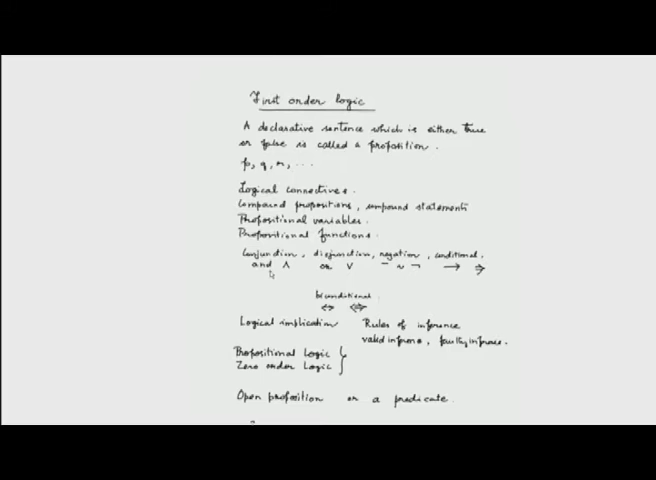 First order logic
A declarative sentence which is either true
or false is called a proposition.
p, q, r, ...
Logical connectives.
Compound propositions, compound statements
Propositional variables.
Propositional functions.
Conjunction, disjunction, negation, conditional.
and ∧ or ∨ − ~ ¬ → ⇒
biconditional.
↔ ⇔
Logical implication Rules of inference
valid infrence, faulty infrence.
Propositional Logic
Zero order Logic
Open proposition or a predicate.